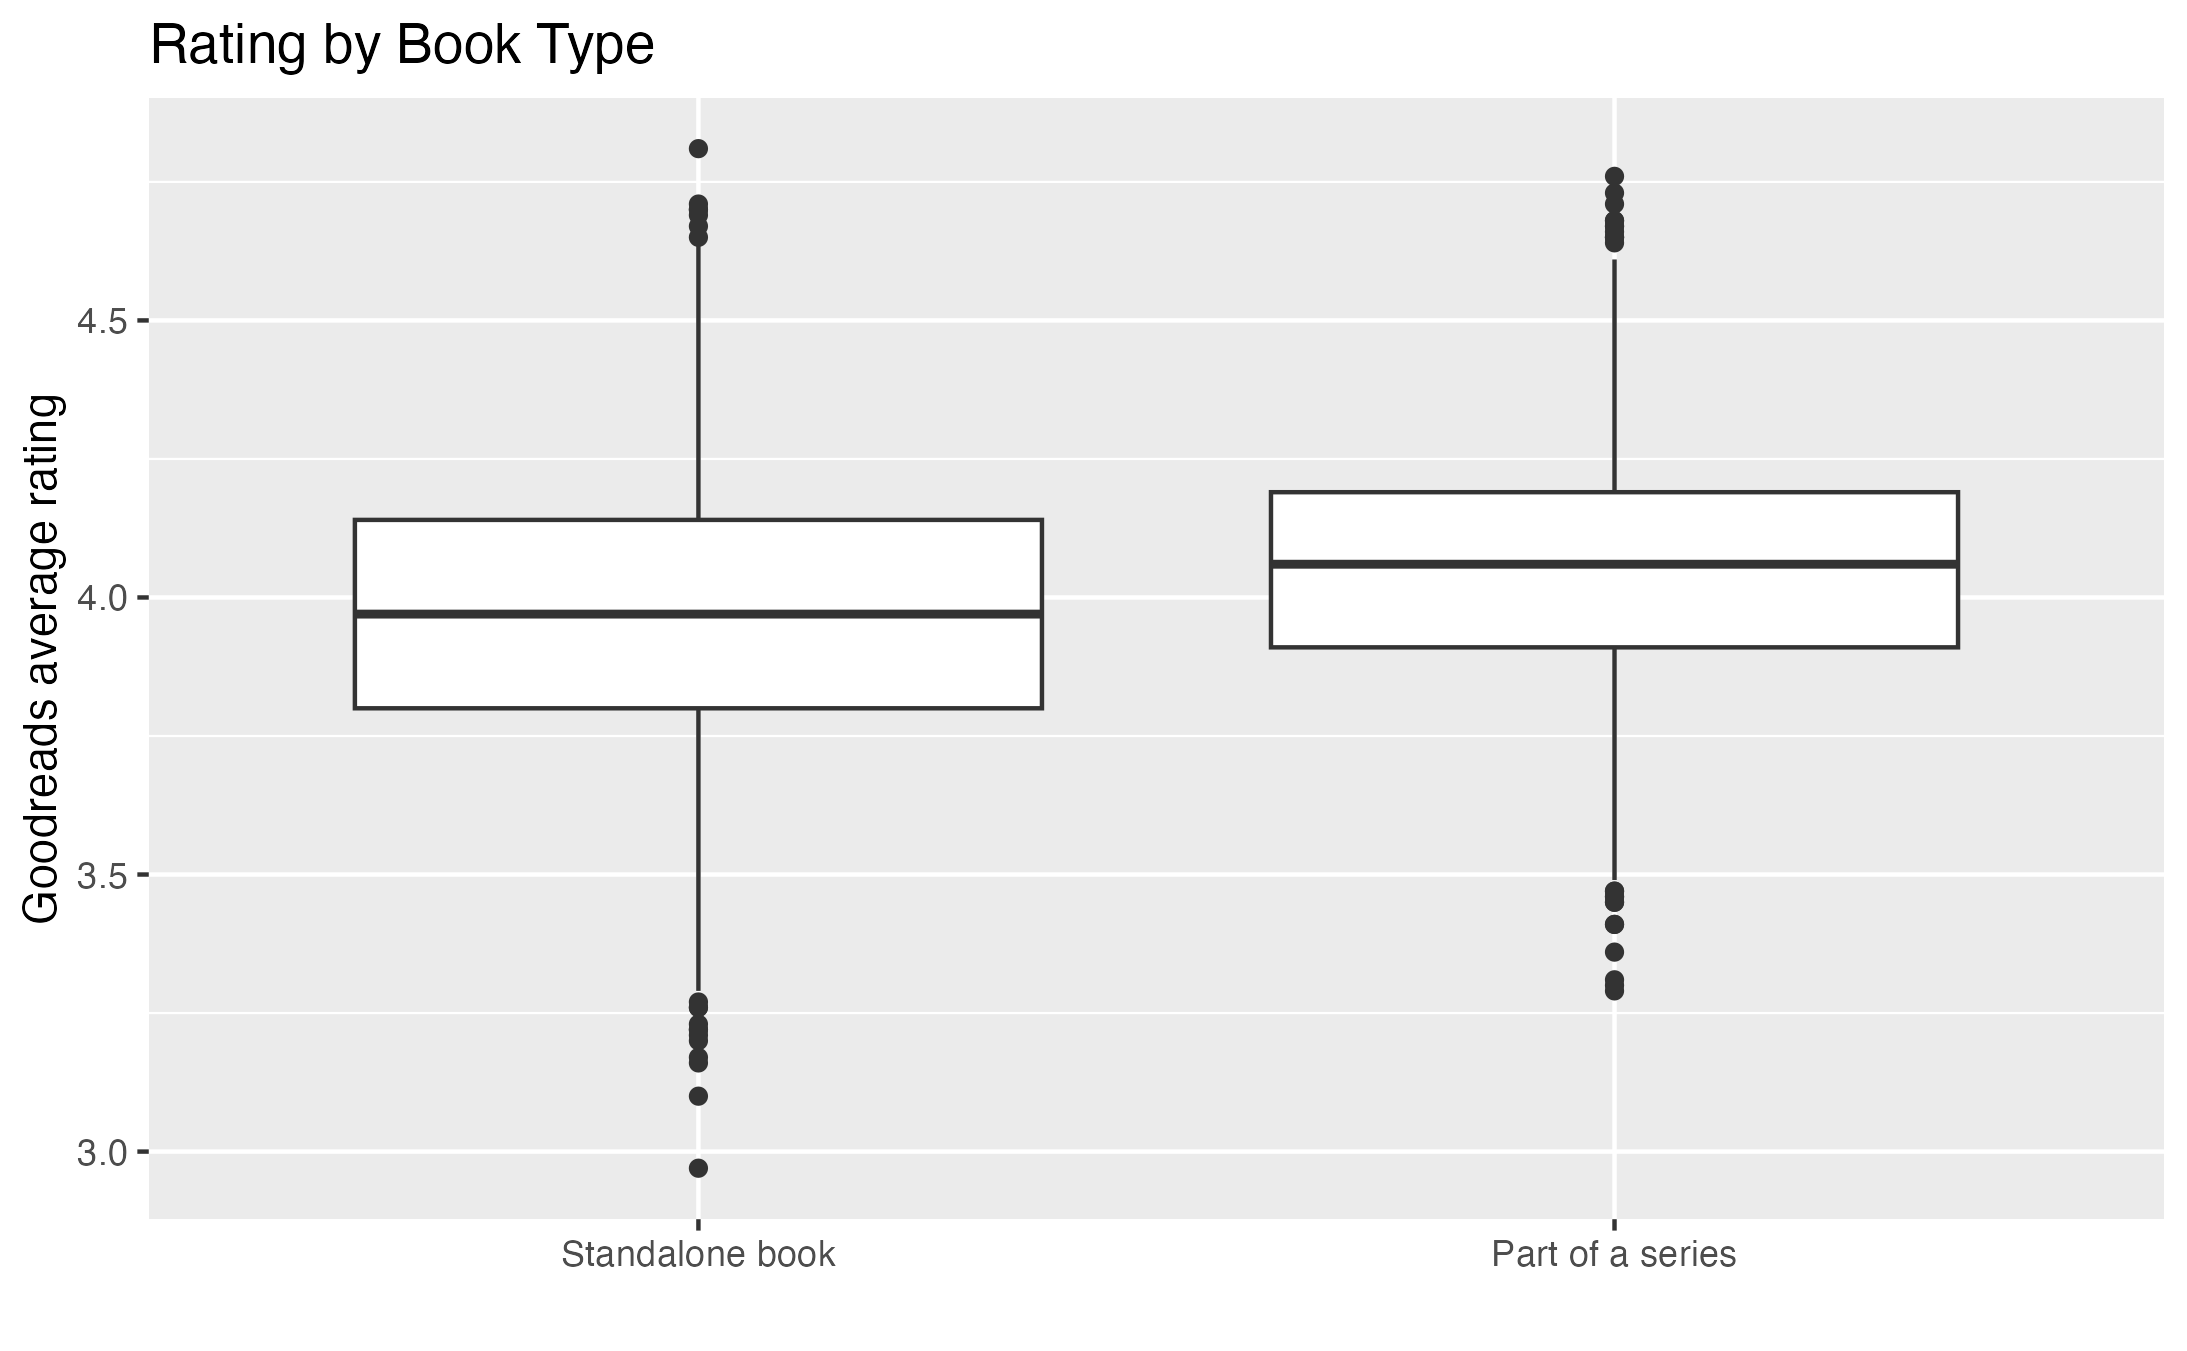 Rating by Book Type
Goodreads average rating
4.5
4.0
3.5
3.0
Standalone book
Part of a series